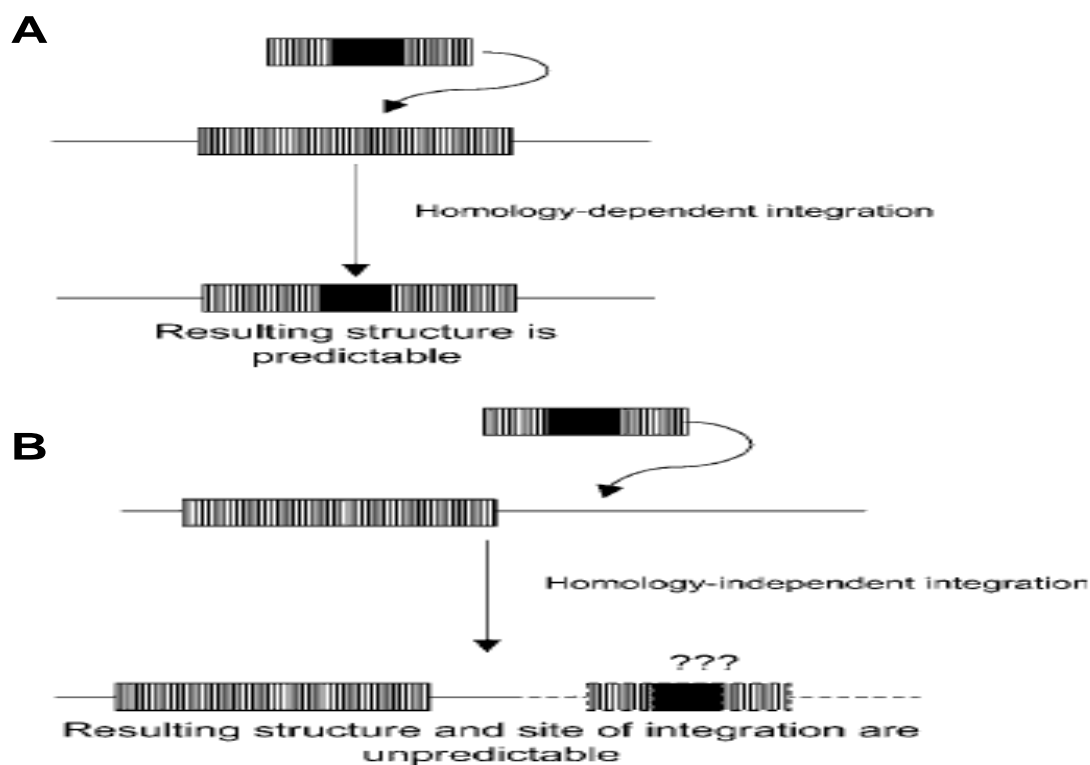 A
Homology-dependent integration
Resulting structure is
predictable
B
Homology-independent integration
???
Resulting structure and site of integration are
unpredictable